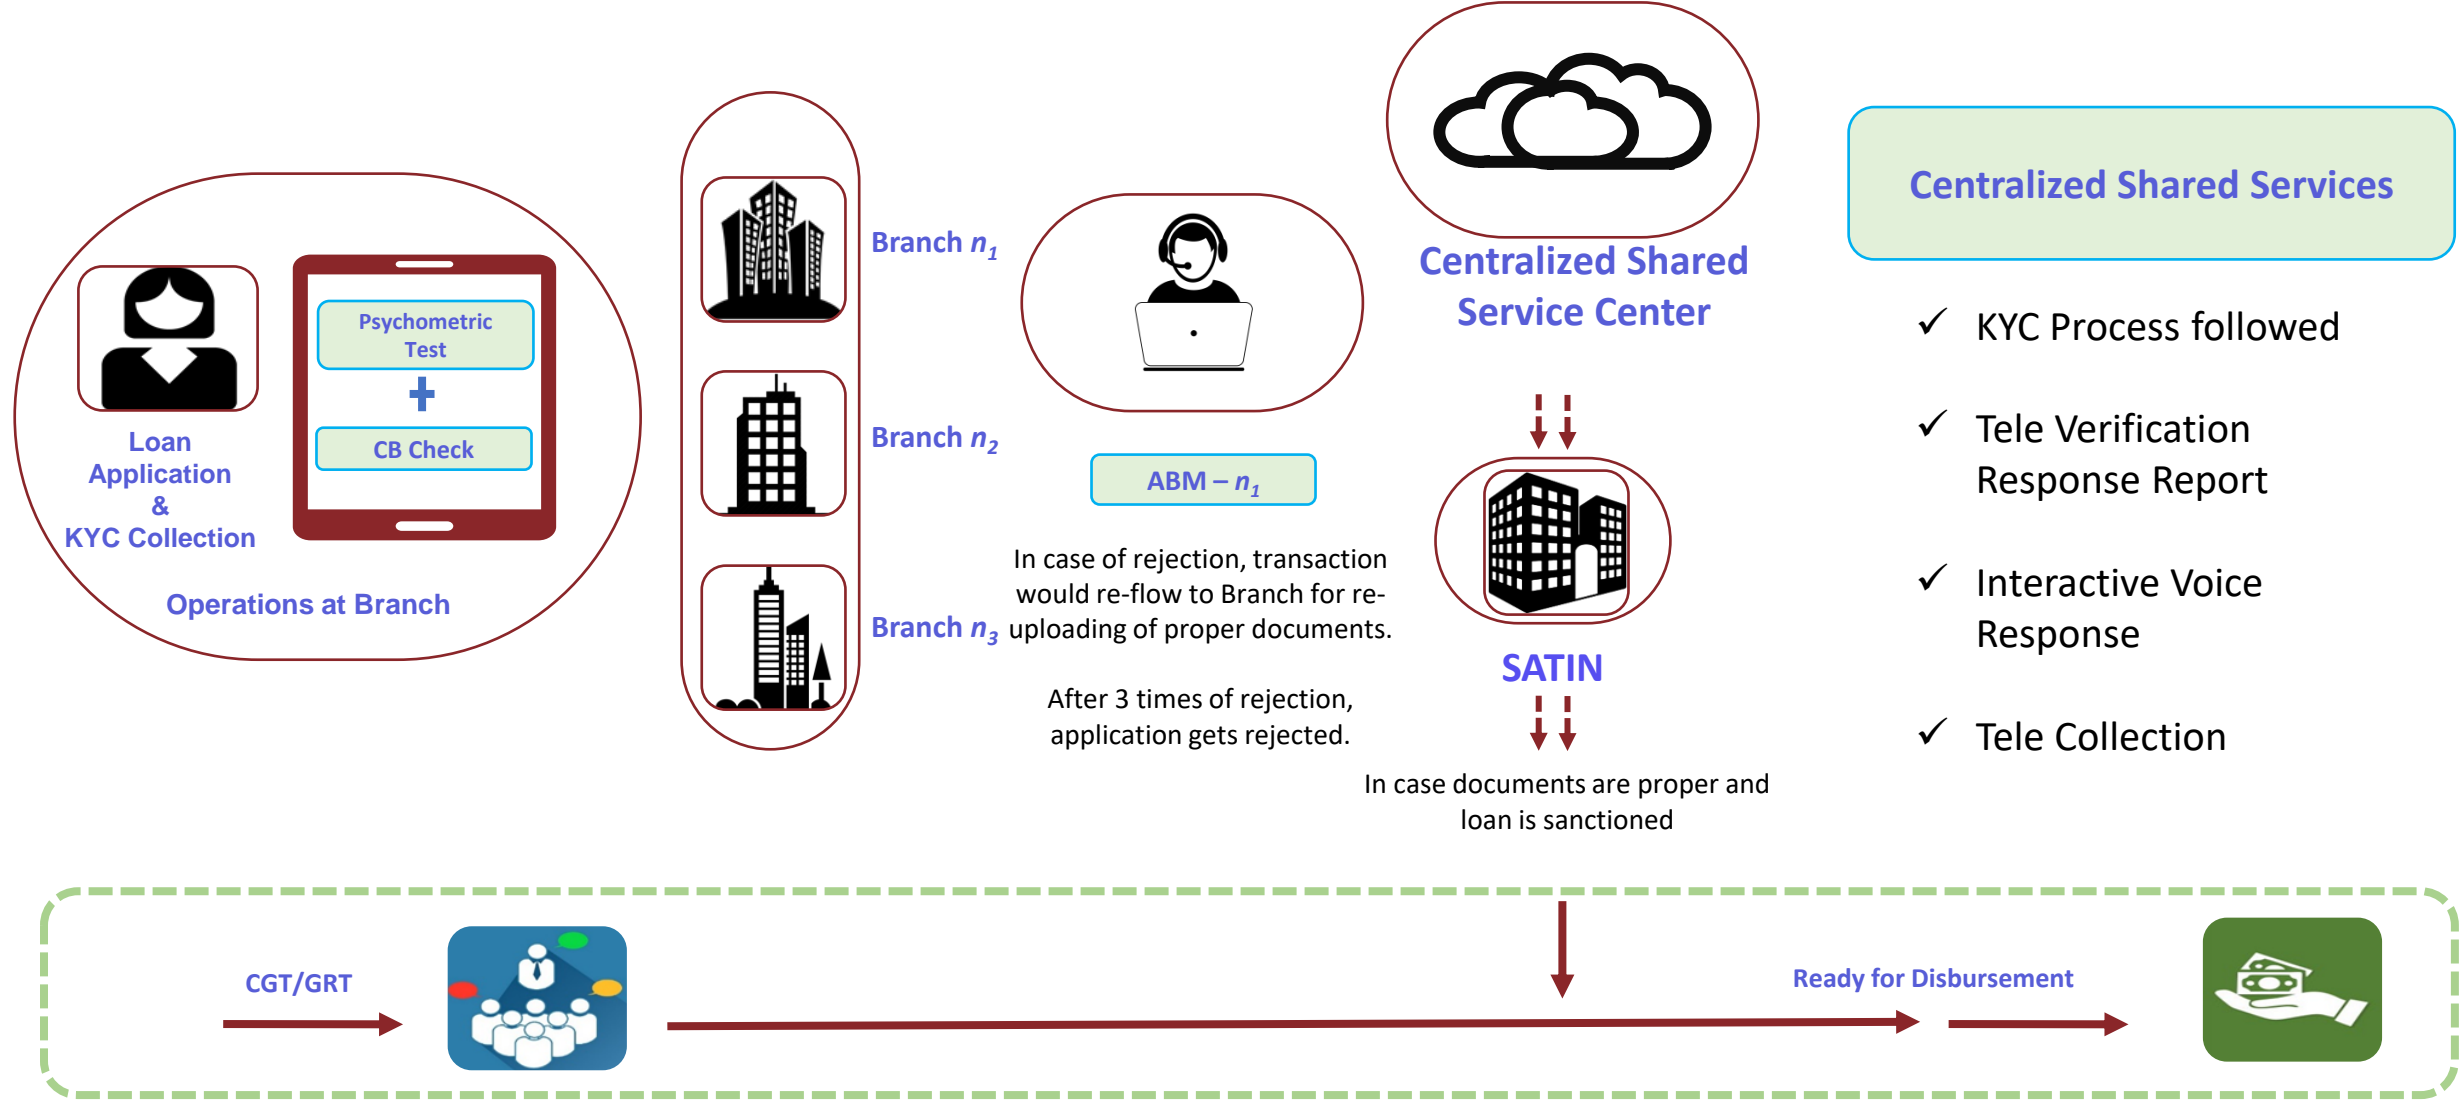 Psychometric
Test
CB Check
Loan
Application
&
KYC Collection
Operations at Branch
Branch n1
Branch n2
Branch n3
ABM – n1
In case of rejection, transaction
would re-flow to Branch for re-
uploading of proper documents.
After 3 times of rejection,
application gets rejected.
Centralized Shared
Service Center
SATIN
In case documents are proper and
loan is sanctioned
Centralized Shared Services
✓ KYC Process followed
✓ Tele Verification
Response Report
✓ Interactive Voice
Response
✓ Tele Collection
CGT/GRT
Ready for Disbursement